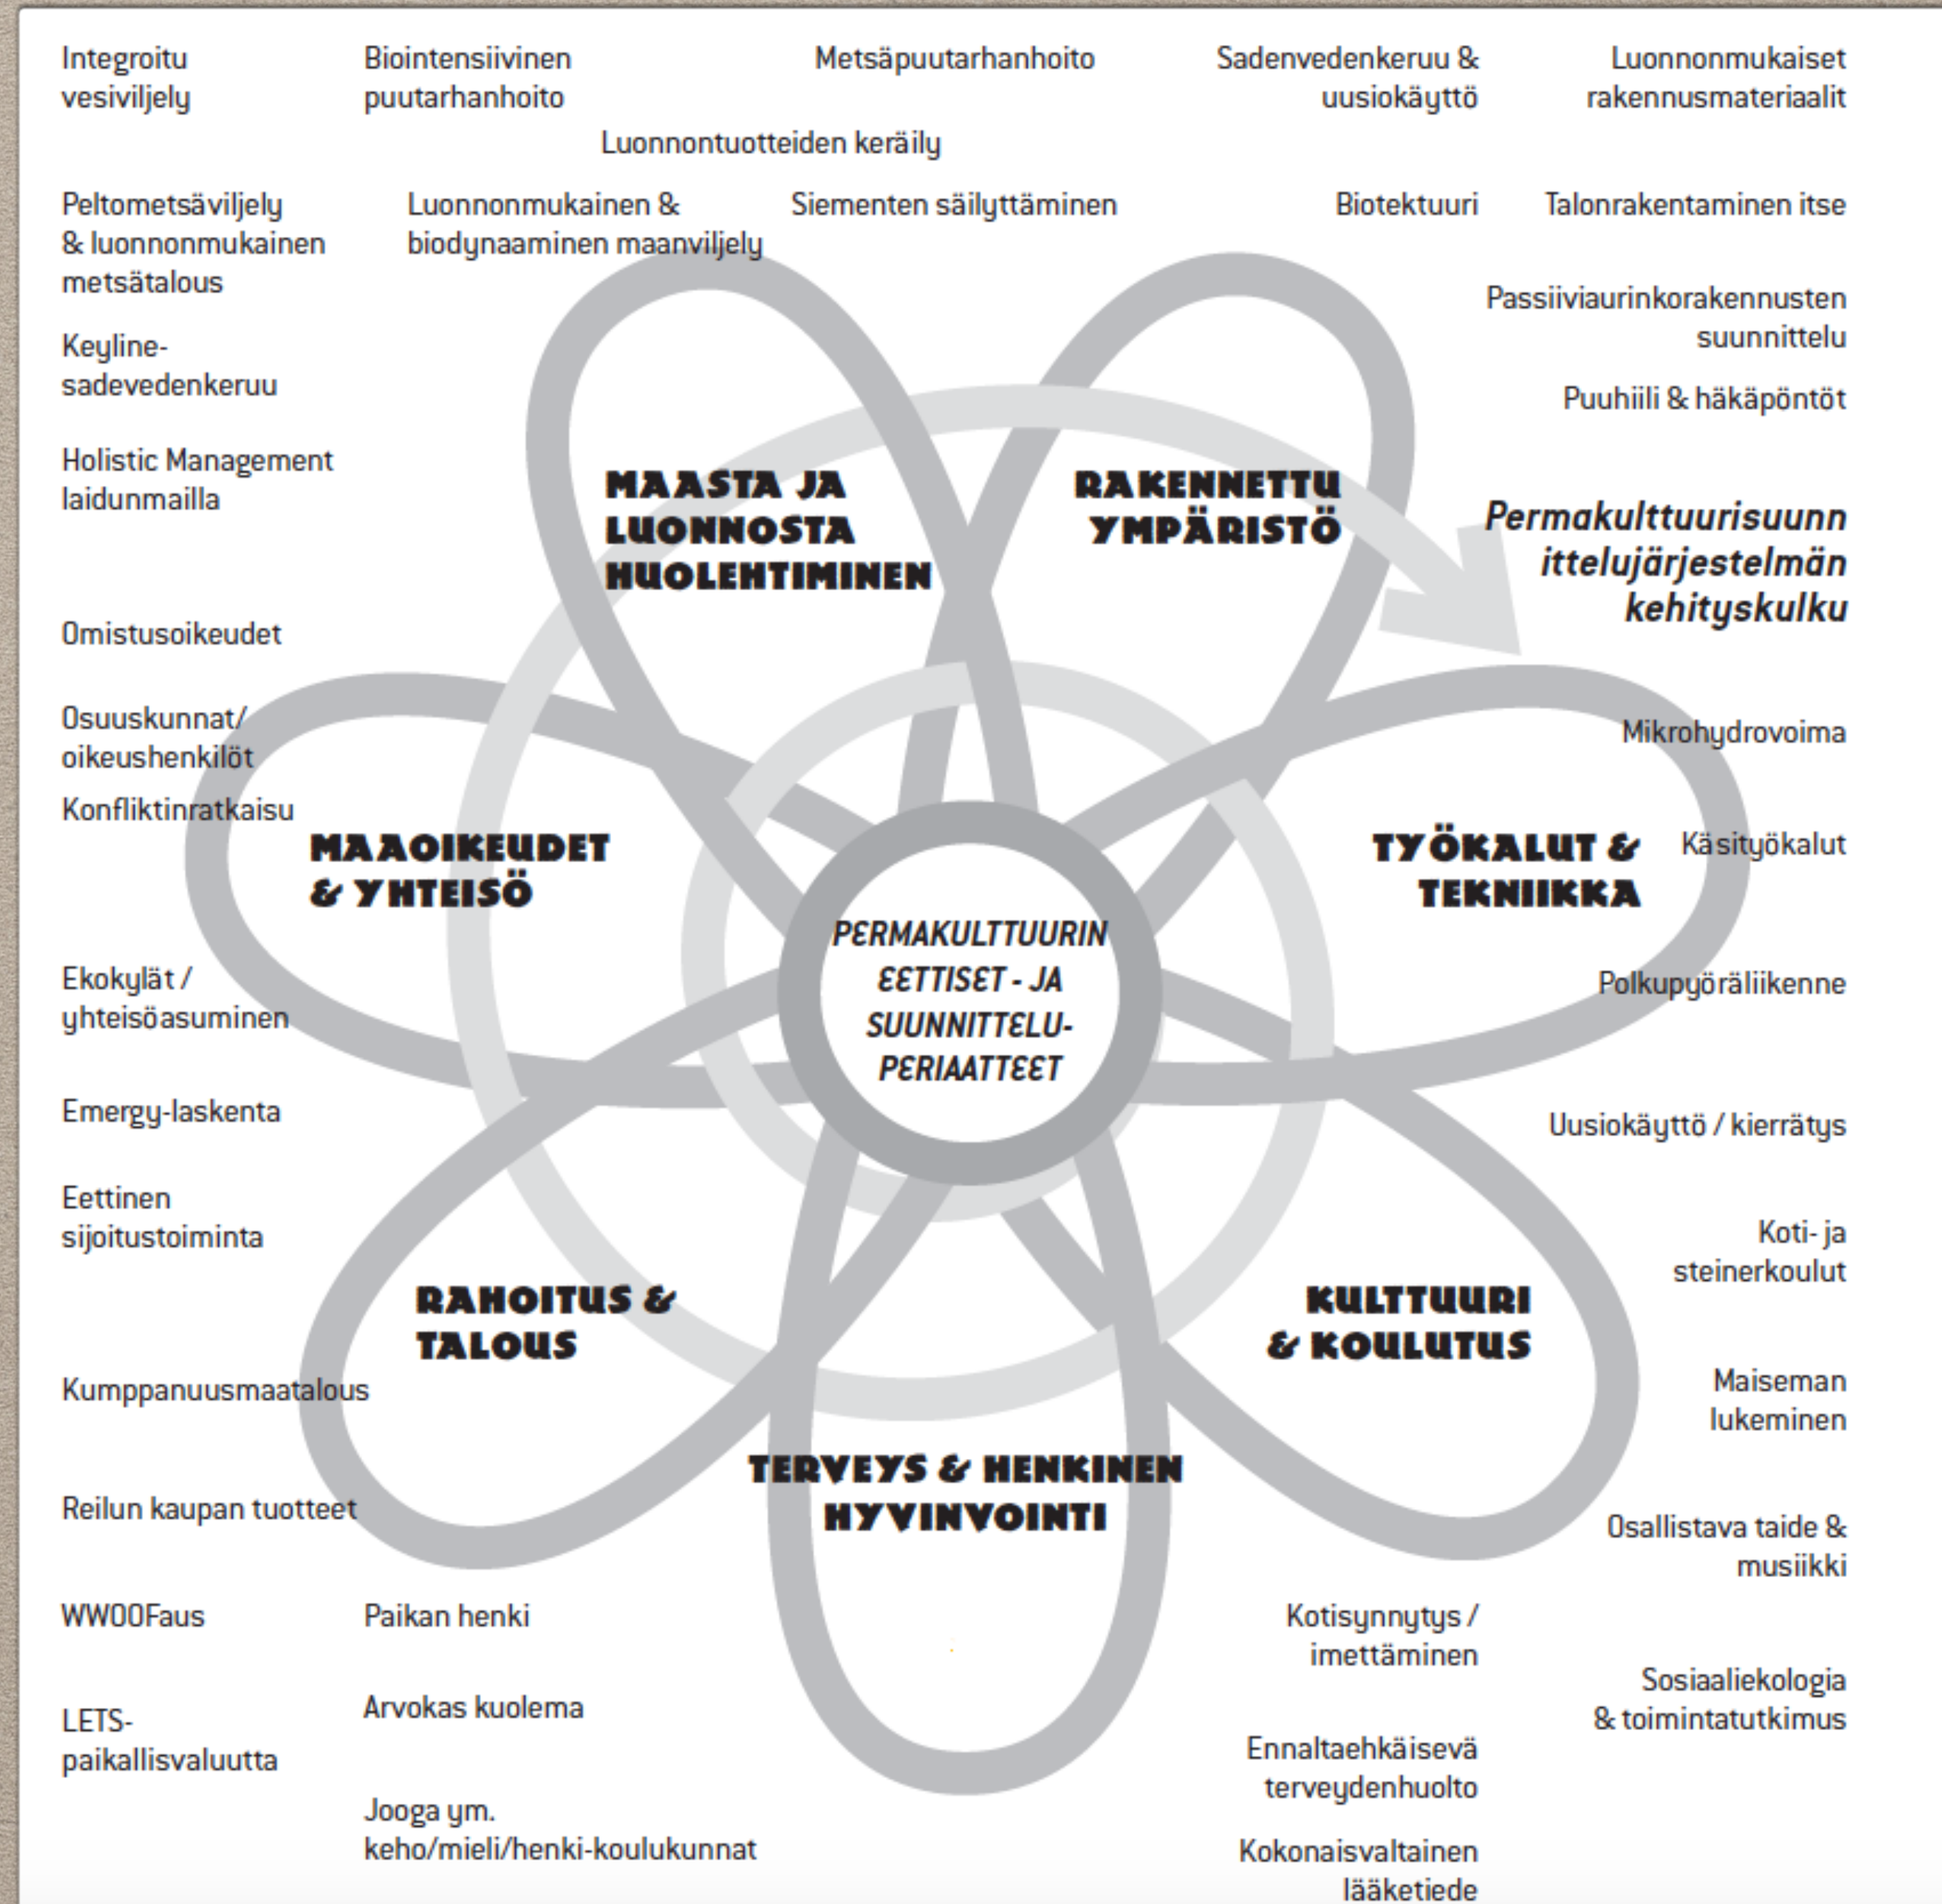 Integroitu
vesiviljely
Biointensiivinen
puutarhanhoito
Metsäpuutarhanhoito
Sadenvedenkeruu &
uusiokäyttö
Luonnonmukaiset
rakennusmateriaalit
Luonnontuotteiden keräily
Peltometsäviljely
& luonnonmukainen
metsätalous
Luonnonmukainen &
biodynaaminen maanviljely
Siementen säilyttäminen
Biotektuuri
Talonrakentaminen itse
Passiiviaurinkorakennusten
suunnittelu
Keyline-
sadevedenkeruu
Puuhiili & häkäpöntöt
Holistic Management
laidunmailla
MAASTA JA
LUONNOSTA
HUOLEHTIMINEN
RAKENNETTU
YMPÄRISTÖ
Permakulttuurisuunn
ittelujärjestelmän
kehityskulku
Omistusoikeudet
Osuuskunnat/
oikeushenkilöt
Mikrohydrovoima
Konfliktinratkaisu
MAAOIKEUDET
& YHTEISÖ
TYÖKALUT &
TEKNIIKKA
Käsityökalut
PERMAKULTTUURIN
EETTISET - JA
SUUNNITTELU-
PERIAATTEET
Ekokylät /
yhteisöasuminen
Polkupyöräliikenne
Emergy-laskenta
Uusiokäyttö / kierrätys
Eettinen
sijoitustoiminta
Koti- ja
steinerkoulut
RAHOITUS &
TALOUS
KULTTUURI
& KOULUTUS
Kumppanuusmaatalous
Maiseman
lukeminen
TERVEYS & HENKINEN
HYVINVOINTI
Reilun kaupan tuotteet
Osallistava taide &
musiikki
WWOOFaus
Paikan henki
Kotisynnytys /
imettäminen
Arvokas kuolema
Sosiaaliekologia
& toimintatutkimus
LETS-
paikallisvaluutta
Ennaltaehkäisevä
terveydenhuolto
Jooga ym.
keho/mieli/henki-koulukunnat
Kokonaisvaltainen
lääketiede